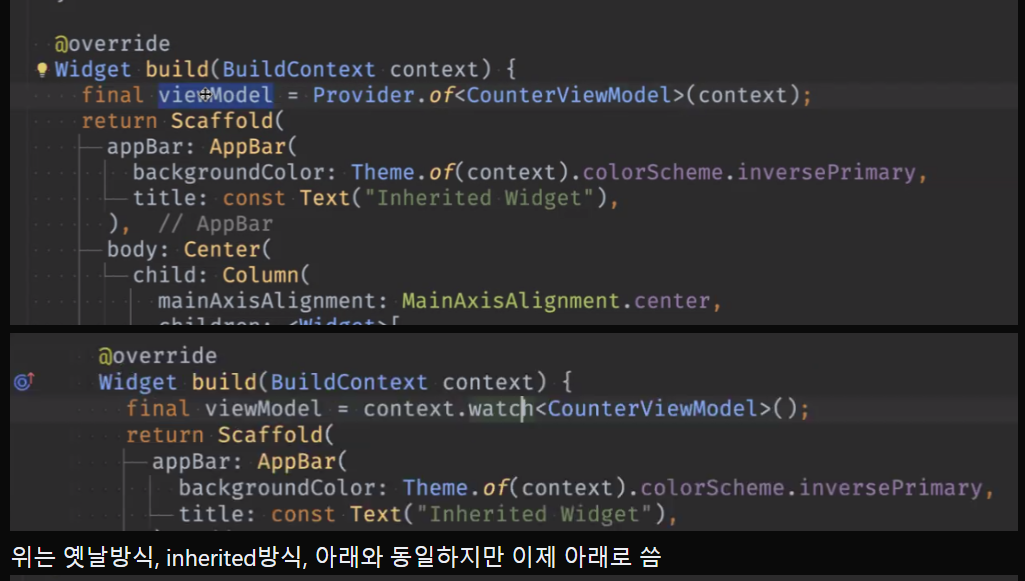 @override
Widget build(BuildContext context) {
final viewModel = Provider.of<CounterViewModel>(context);
return Scaffold(
appBar: AppBar(
backgroundColor: Theme.of(context).colorScheme.inversePrimary,
title: const Text("Inherited Widget"),
), // AppBar
body: Center(
child: Column(
mainAxisAlignment: MainAxisAlignment.center,
children: <Widget>[
@override
Widget build(BuildContext context) {
final viewModel = context.watch<CounterViewModel>();
return Scaffold(
appBar: AppBar(
backgroundColor: Theme.of(context).colorScheme.inversePrimary,
title: const Text("Inherited Widget"),
위는 옛날방식, inherited방식, 아래와 동일하지만 이제 아래로 씀